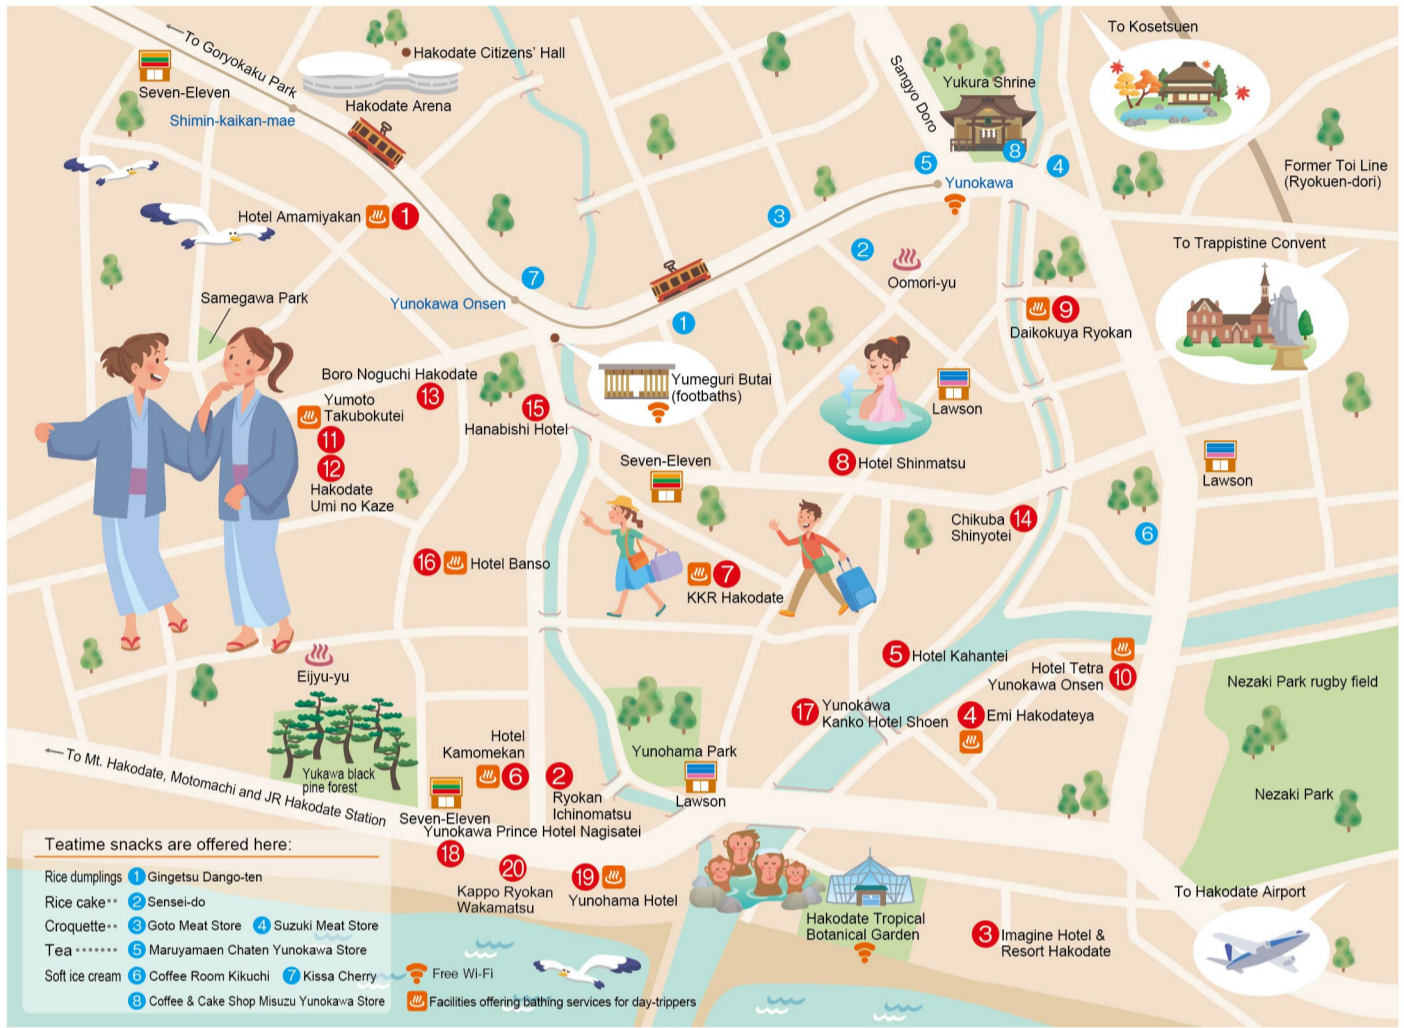 To Goryokaku Park
Hakodate Citizens' Hall
Seven-Eleven
Hakodate Arena
Shimin-kaikan-mae
Sangyo Doro
Yukura Shrine
To Kosetsuen
8
5
4
Former Toi Line
(Ryokuen-dori)
Yunokawa
Hotel Amamiyakan 1
3
2
To Trappistine Convent
Oomori-yu
7
Samegawa Park
Yunokawa Onsen
1
9
Daikokuya Ryokan
Boro Noguchi Hakodate
13
Yumoto
Takubokutei
11
12
Hakodate
Umi no Kaze
15
Hanabishi Hotel
Yumeguri Butai
(footbaths)
Lawson
Seven-Eleven
8 Hotel Shinmatsu
Lawson
Chikuba
Shinyotei
14
6
16 Hotel Banso
7
KKR Hakodate
Eijyu-yu
5 Hotel Kahantei
Hotel Tetra
Yunokawa Onsen
10
Nezaki Park rugby field
17 Yunokawa
Kanko Hotel Shoen
4 Emi Hakodateya
To Mt. Hakodate, Motomachi and JR Hakodate Station
Yukawa black
pine forest
Hotel
Kamomekan
6
2
Ryokan
Ichinomatsu
Yunohama Park
Lawson
Nezaki Park
Seven-Eleven
Yunokawa Prince Hotel Nagisatei
18
20
Kappo Ryokan
Wakamatsu
19
Yunohama Hotel
Hakodate Tropical
Botanical Garden
3 Imagine Hotel &
Resort Hakodate
To Hakodate Airport
Teatime snacks are offered here:
Rice dumplings 1 Gingetsu Dango-ten
Rice cake·· 2 Sensei-do
Croquette·· 3 Goto Meat Store 4 Suzuki Meat Store
Tea ······· 5 Maruyamaen Chaten Yunokawa Store
Soft ice cream 6 Coffee Room Kikuchi 7 Kissa Cherry
8 Coffee & Cake Shop Misuzu Yunokawa Store
Free Wi-Fi
Facilities offering bathing services for day-trippers